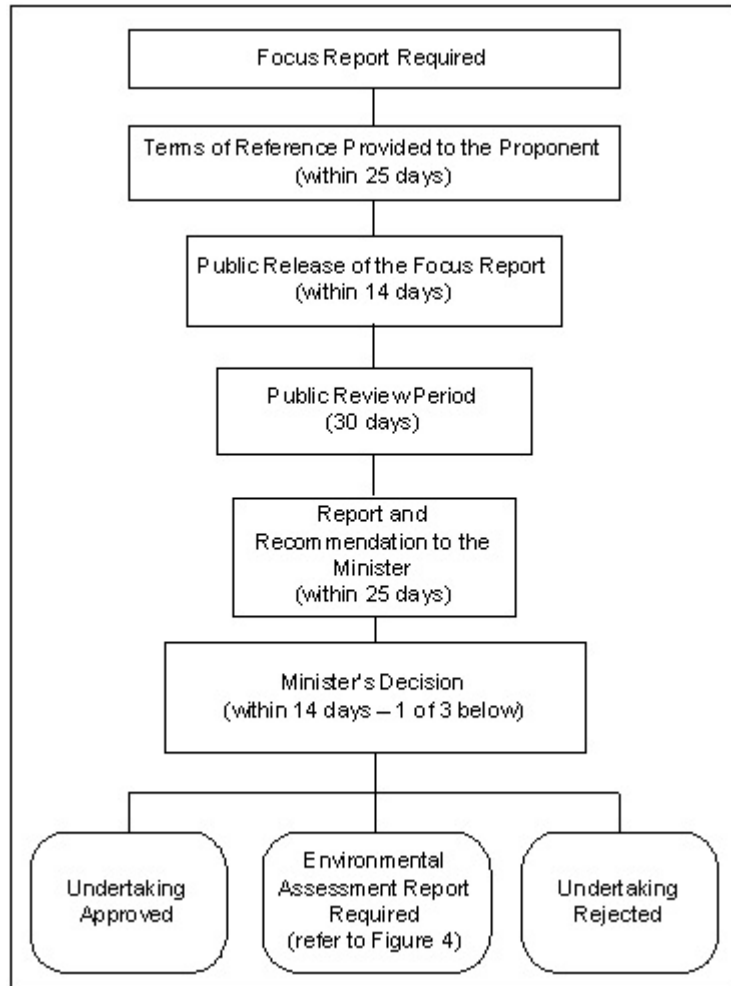 Focus Report Required
Terms of Reference Provided to the Proponent
(within 25 days)
Public Release of the Focus Report
(within 14 days)
Public Review Period
(30 days)
Report and
Recommendation to the
Minister
(within 25 days)
Minister's Decision
(within 14 days – 1 of 3 below)
Undertaking
Approved
Environmental
Assessment Report
Required
(refer to Figure 4)
Undertaking
Rejected